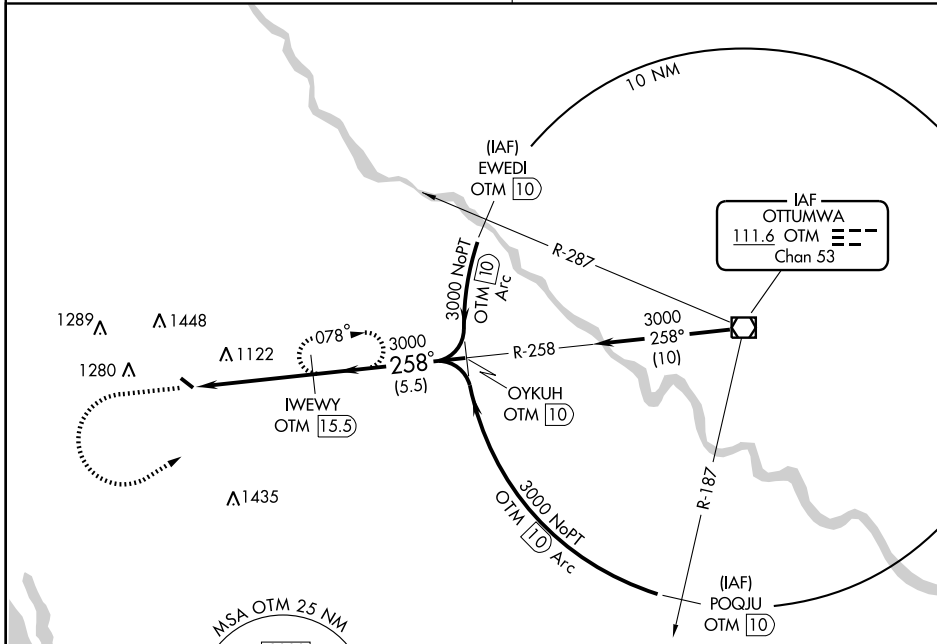 10 NM
(IAF)
EWEDI
OTM 10
IAF
OTTUMWA
111.6 OTM
Chan 53
R-287
3000 NoPT
OTM 10
Arc
1289
1448
078°
3000
258°
(5.5)
R-258
3000
258°
(10)
1122
1280
IWEWY
OTM 15.5
OYKUH
OTM 10
1435
3000 NoPT
OTM 10 Arc
R-187
(IAF)
POQJU
OTM 10
MSA OTM 25 NM